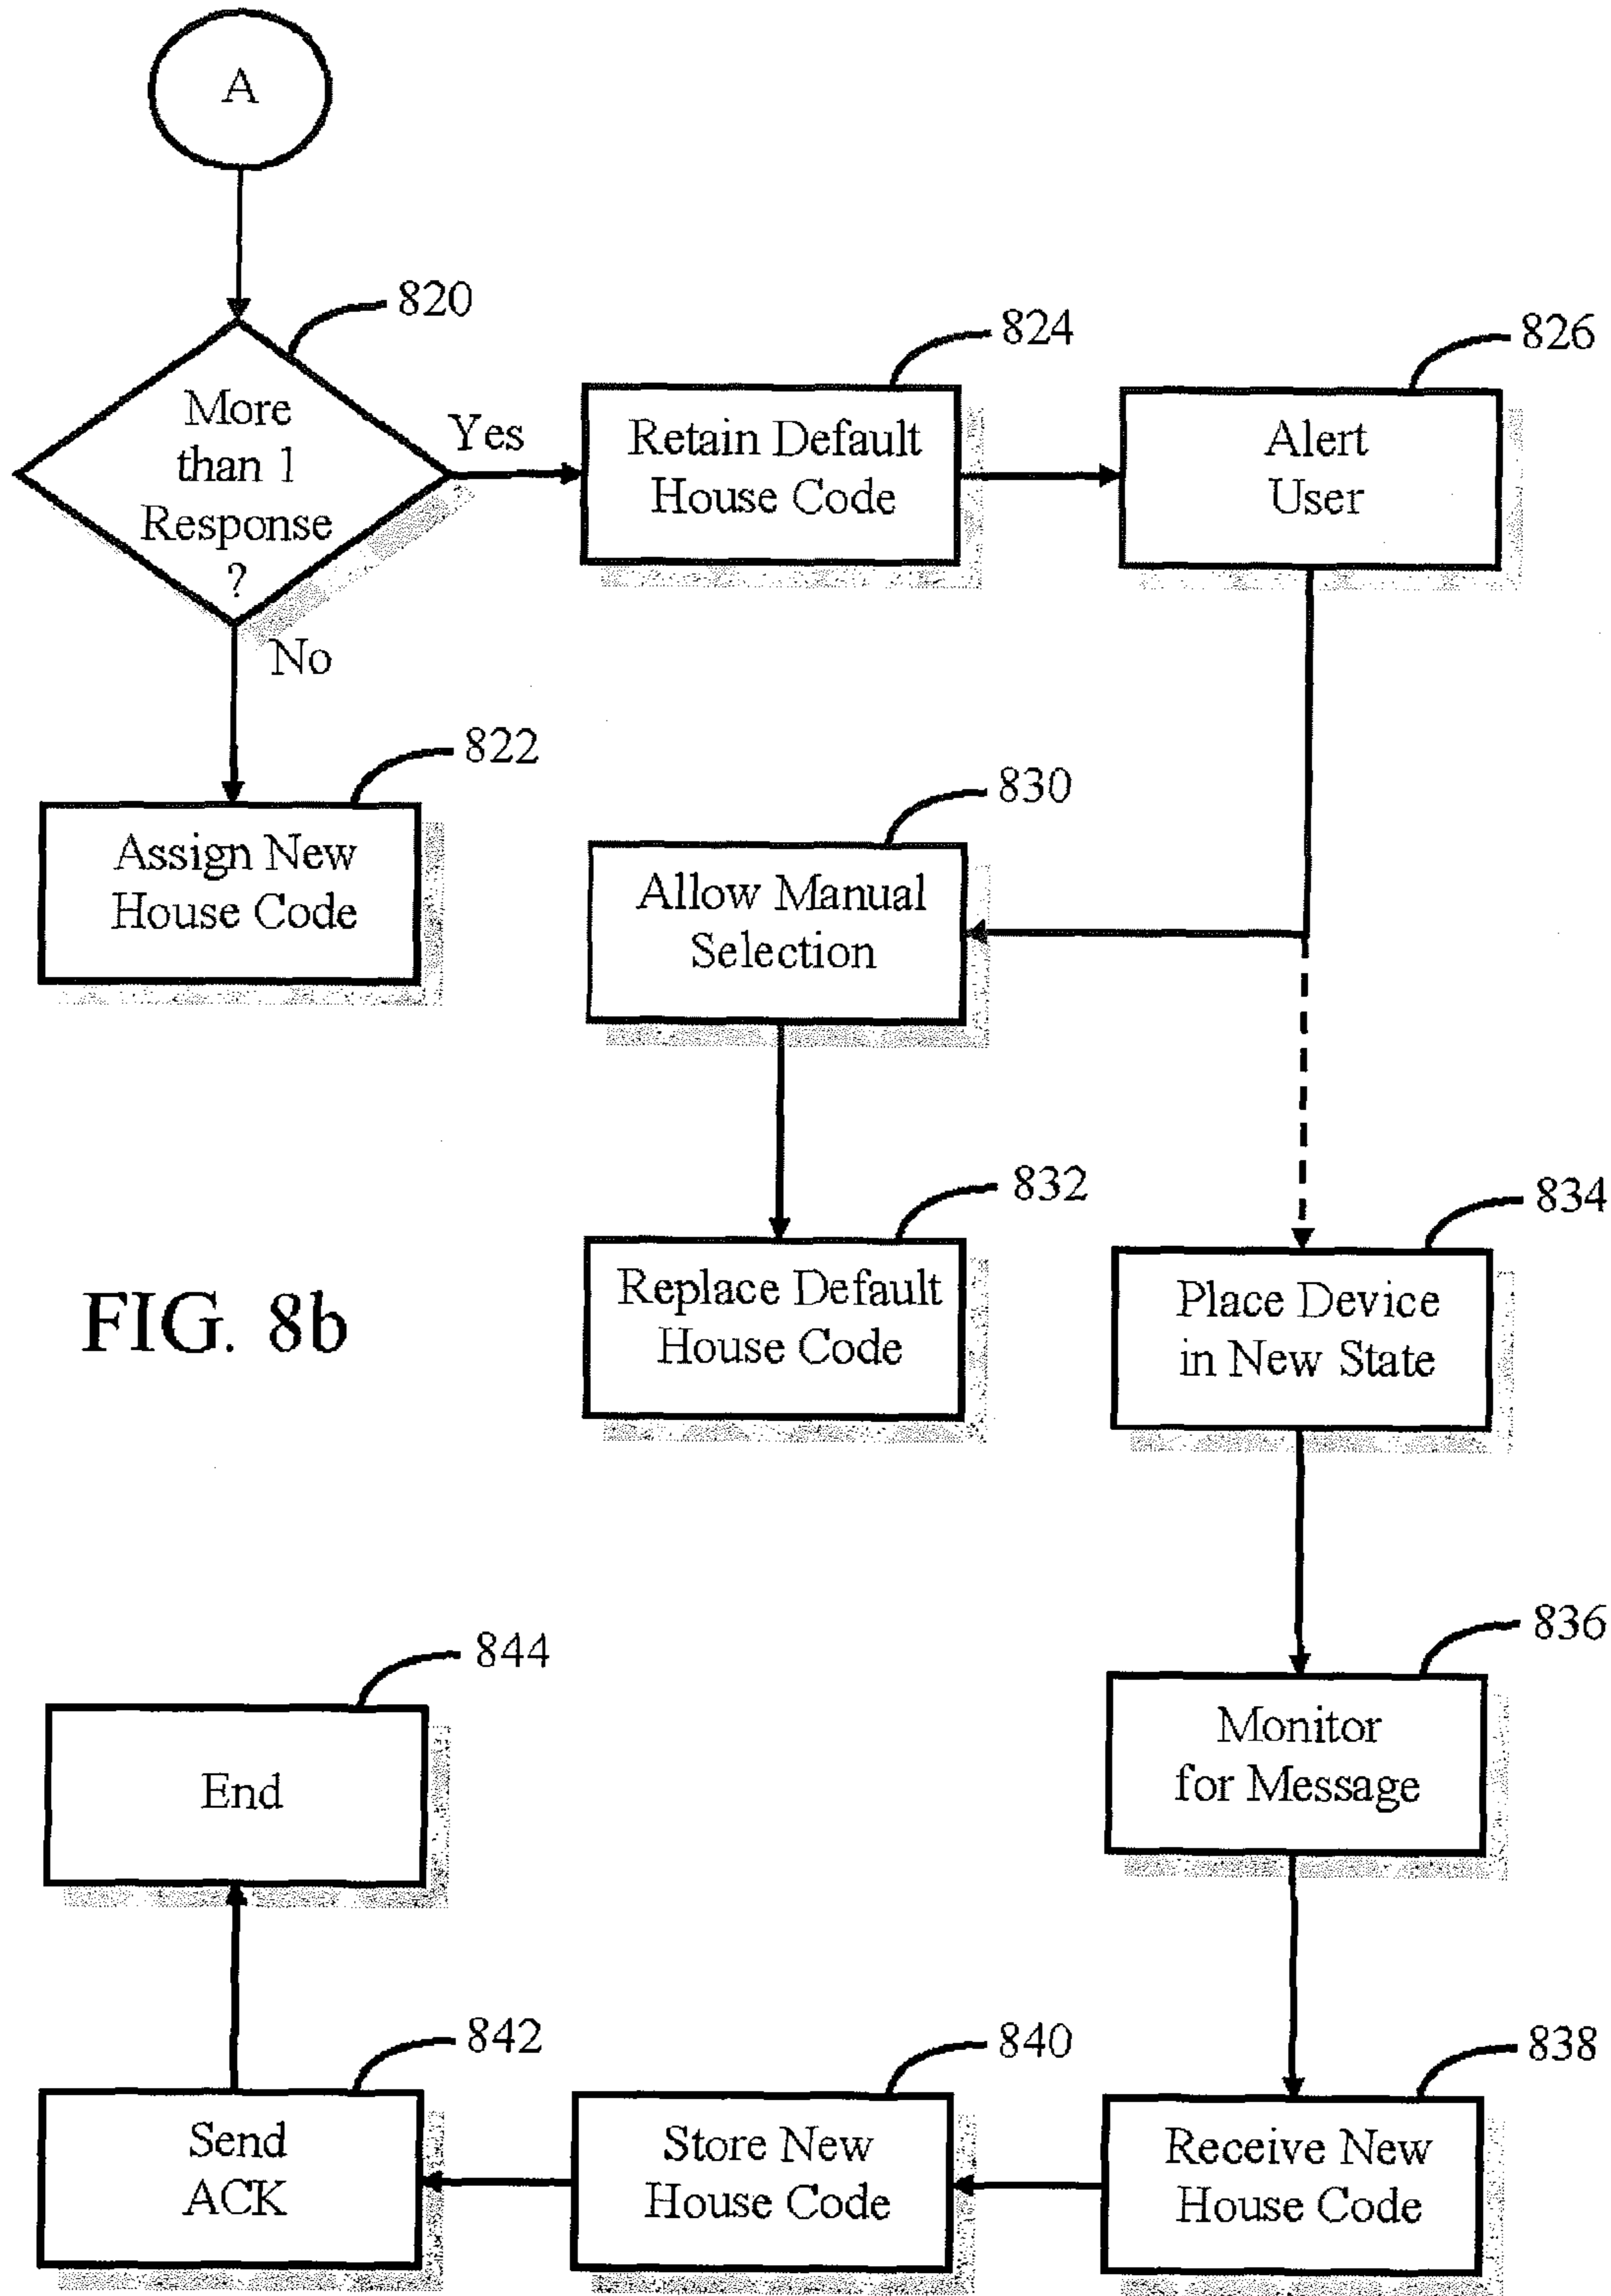 A
820
More
than 1
Response
?
Yes
No
824
Retain Default
House Code
826
Alert
User
822
Assign New
House Code
830
Allow Manual
Selection
832
Replace Default
House Code
834
Place Device
in New State
FIG. 8b
836
Monitor
for Message
838
Receive New
House Code
840
Store New
House Code
842
Send
ACK
844
End